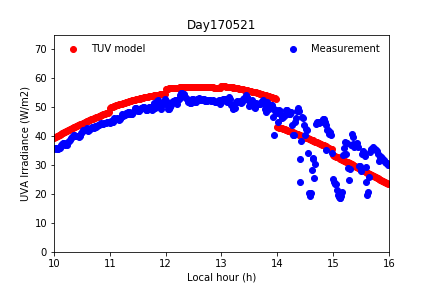 Day170521
TUV model
Measurement
UVA Irradiance (W/m2)
70
60
50
40
30
20
10
0
10 11 12 13 14 15 16
Local hour (h)